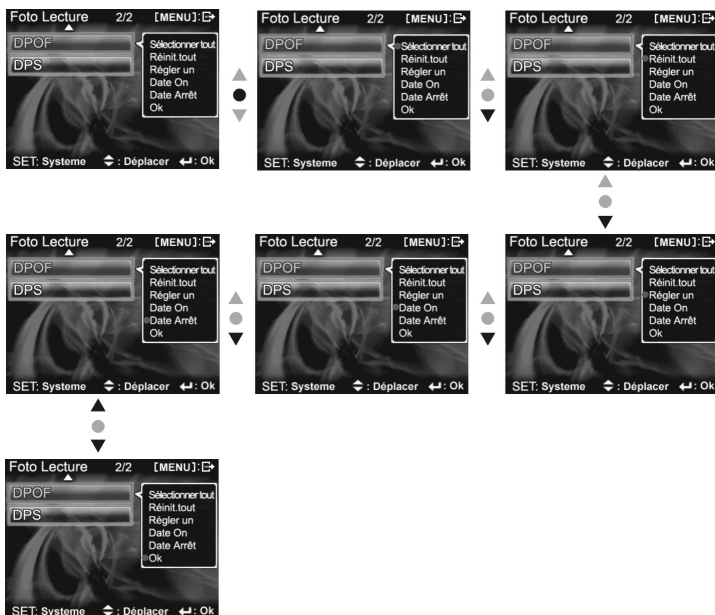 Foto Lecture 2/2 [MENU]:
DPOF
DPS
Sélectionner tout
Réinit.tout
Régler un
Date On
Date Arrêt
Ok
SET: Systeme : Déplacer : Ok
Foto Lecture 2/2 [MENU]:
DPOF
DPS
Sélectionner tout
Réinit.tout
Régler un
Date On
Date Arrêt
Ok
SET: Systeme : Déplacer : Ok
Foto Lecture 2/2 [MENU]:
DPOF
DPS
Sélectionner tout
Réinit.tout
Régler un
Date On
Date Arrêt
Ok
SET: Systeme : Déplacer : Ok
Foto Lecture 2/2 [MENU]:
DPOF
DPS
Sélectionner tout
Réinit.tout
Régler un
Date On
Date Arrêt
Ok
SET: Systeme : Déplacer : Ok
Foto Lecture 2/2 [MENU]:
DPOF
DPS
Sélectionner tout
Réinit.tout
Régler un
Date On
Date Arrêt
Ok
SET: Systeme : Déplacer : Ok
Foto Lecture 2/2 [MENU]:
DPOF
DPS
Sélectionner tout
Réinit.tout
Régler un
Date On
Date Arrêt
Ok
SET: Systeme : Déplacer : Ok
Foto Lecture 2/2 [MENU]:
DPOF
DPS
Sélectionner tout
Réinit.tout
Régler un
Date On
Date Arrêt
Ok
SET: Systeme : Déplacer : Ok